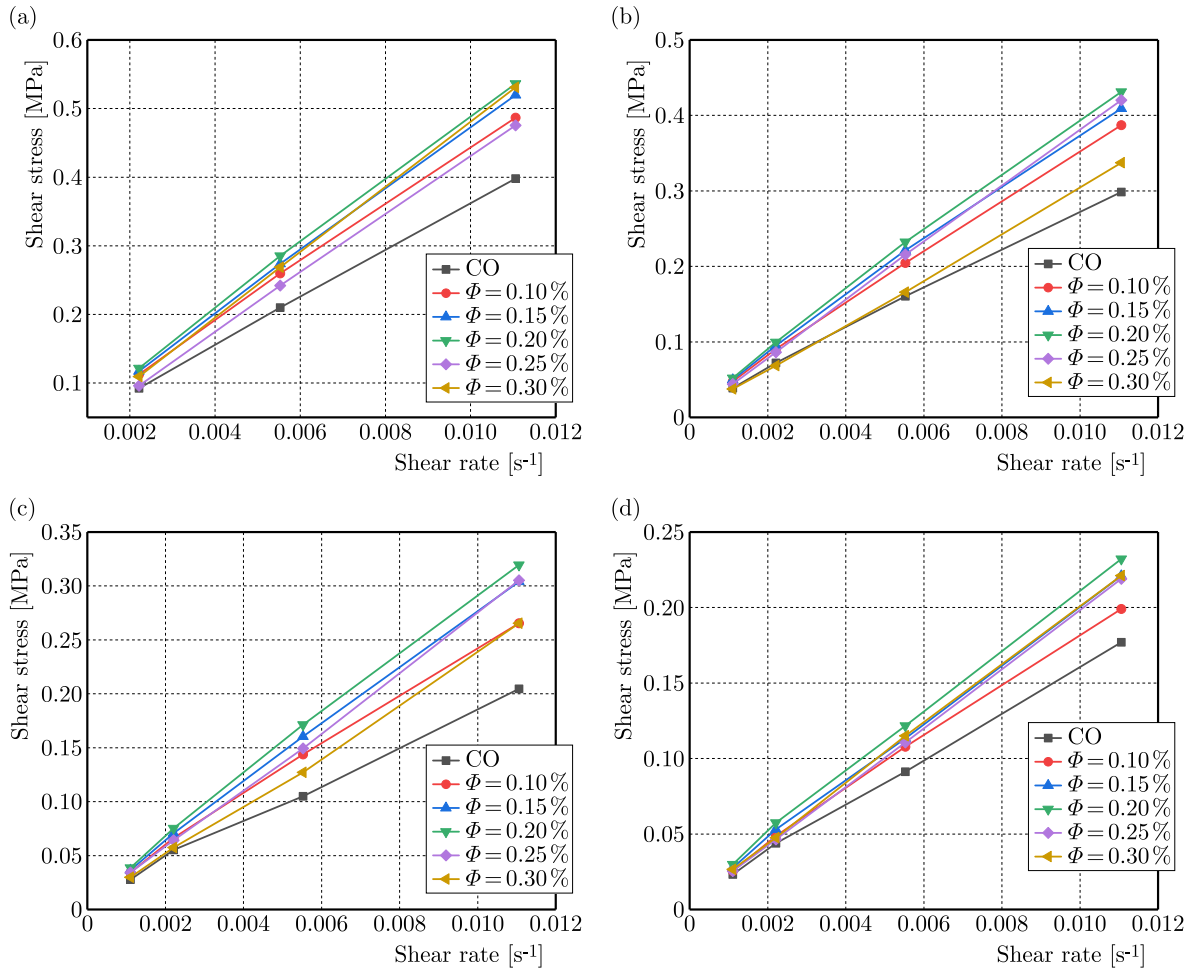 (a)
Shear stress [MPa]
0.6
0.5
0.4
0.3
0.2
0.1
0.002 0.004 0.006 0.008 0.010 0.012
Shear rate [s-1]
CO
Φ=0.10%
Φ=0.15%
Φ=0.20%
Φ=0.25%
Φ=0.30%
(b)
Shear stress [MPa]
0.5
0.4
0.3
0.2
0.1
0
0 0.002 0.004 0.006 0.008 0.010 0.012
Shear rate [s-1]
CO
Φ=0.10%
Φ=0.15%
Φ=0.20%
Φ=0.25%
Φ=0.30%
(c)
Shear stress [MPa]
0.35
0.30
0.25
0.20
0.15
0.10
0.05
0
0 0.002 0.004 0.006 0.008 0.010 0.012
Shear rate [s-1]
CO
Φ=0.10%
Φ=0.15%
Φ=0.20%
Φ=0.25%
Φ=0.30%
(d)
Shear stress [MPa]
0.25
0.20
0.15
0.10
0.05
0
0 0.002 0.004 0.006 0.008 0.010 0.012
Shear rate [s-1]
CO
Φ=0.10%
Φ=0.15%
Φ=0.20%
Φ=0.25%
Φ=0.30%